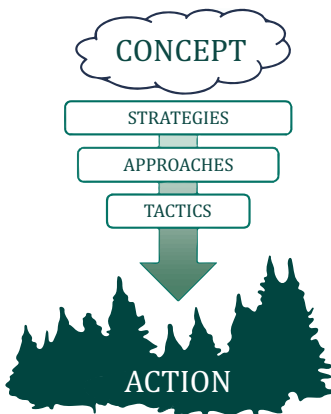 CONCEPT
STRATEGIES
APPROACHES
TACTICS
ACTION